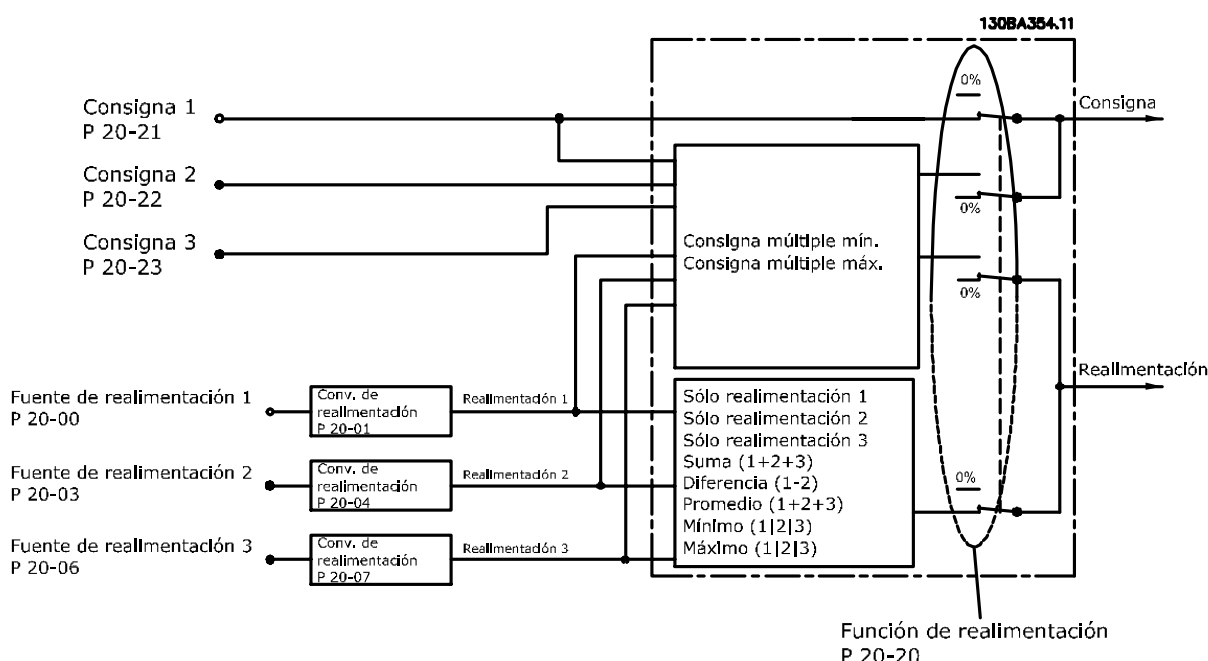 130BA354.11
0%
Consigna 1
P 20-21
Consigna
Consigna 2
P 20-22
0%
Consigna 3
P 20-23
Consigna múltiple mín.
Consigna múltiple máx.
0%
Realimentación
Fuente de realimentación 1
P 20-00
Conv. de
realimentación
P 20-01
Realimentación 1
Sólo realimentación 1
Sólo realimentación 2
Sólo realimentación 3
Suma (1+2+3)
Diferencia (1-2)
Promedio (1+2+3)
Mínimo (1|2|3)
Máximo (1|2|3)
0%
Fuente de realimentación 2
P 20-03
Conv. de
realimentación
P 20-04
Realimentación 2
Fuente de realimentación 3
P 20-06
Conv. de
realimentación
P 20-07
Realimentación 3
Función de realimentación
P 20-20